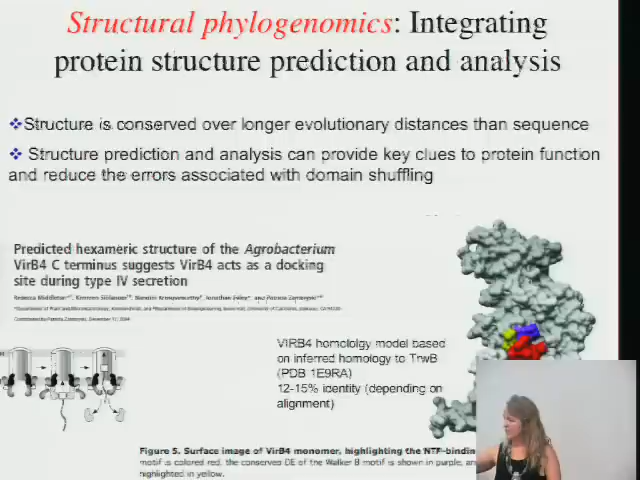 Structural phylogenomics: Integrating
protein structure prediction and analysis
❖Structure is conserved over longer evolutionary distances than sequence
❖ Structure prediction and analysis can provide key clues to protein function
and reduce the errors associated with domain shuffling
Predicted hexameric structure of the Agrobacterium
VirB4 C terminus suggests VirB4 acts as a docking
site during type IV secretion
VIRB4 homololgy model based
on inferred homology to TrwB
(PDB 1E9RA)
12-15% identity (depending on
alignment)
Figure 5. Surface image of VirB4 monomer, highlighting the NTF-bindin
motif is colored red, the conserved DE of the Walker B motif is shown in purple, an
highlighted in yellow.